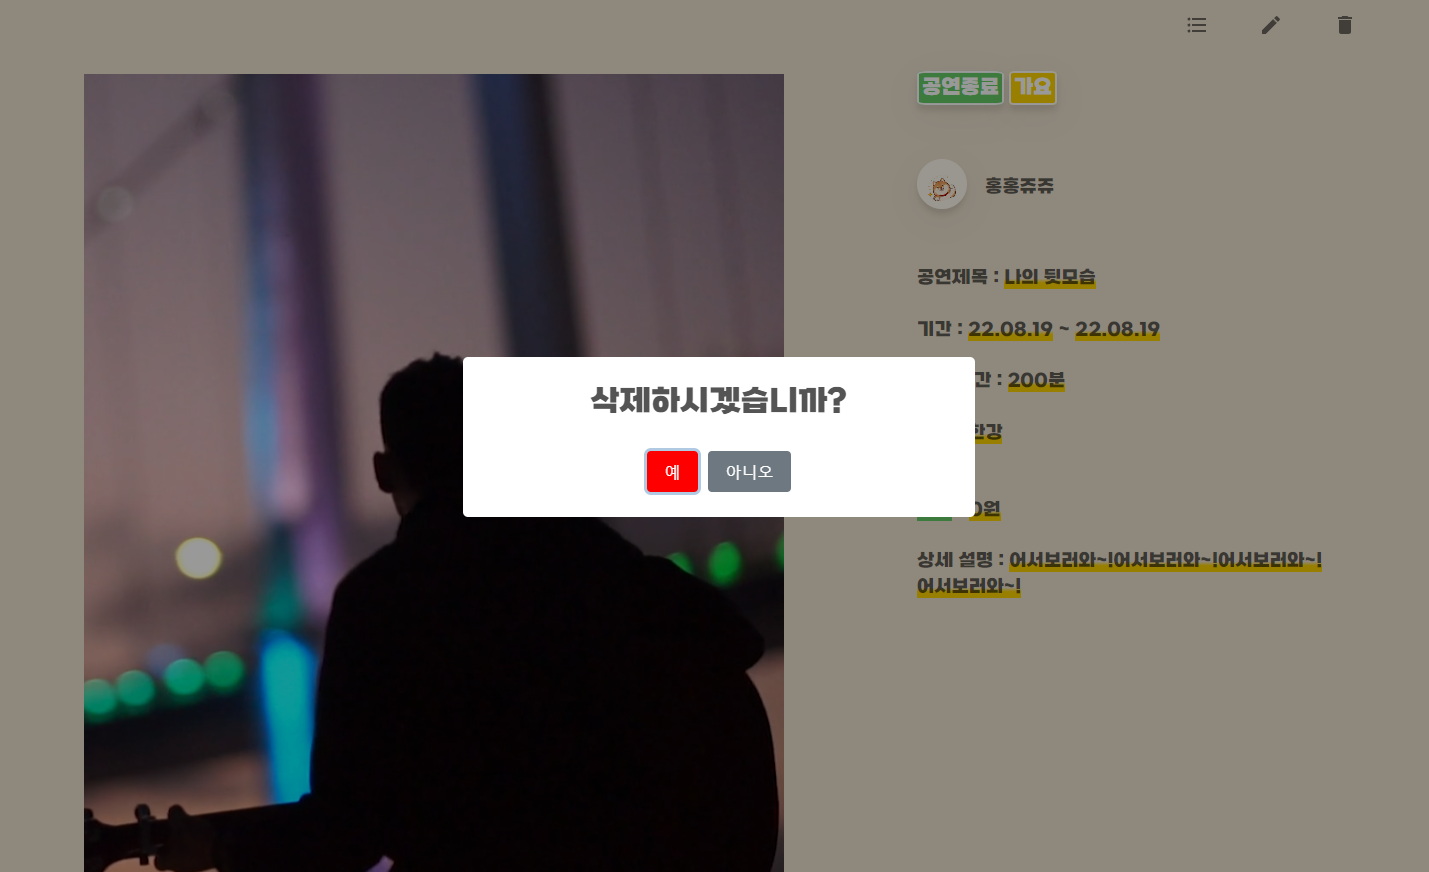 공연종료 가요
홍홍쥬쥬
공연제목 : 나의 뒷모습
기간 : 22.08.19 ~ 22.08.19
간 : 200분
삭제하시겠습니까?
한강
예 아니오
0원
상세 설명 : 어서보러와~!어서보러와~!어서보러와~!
어서보러와~!